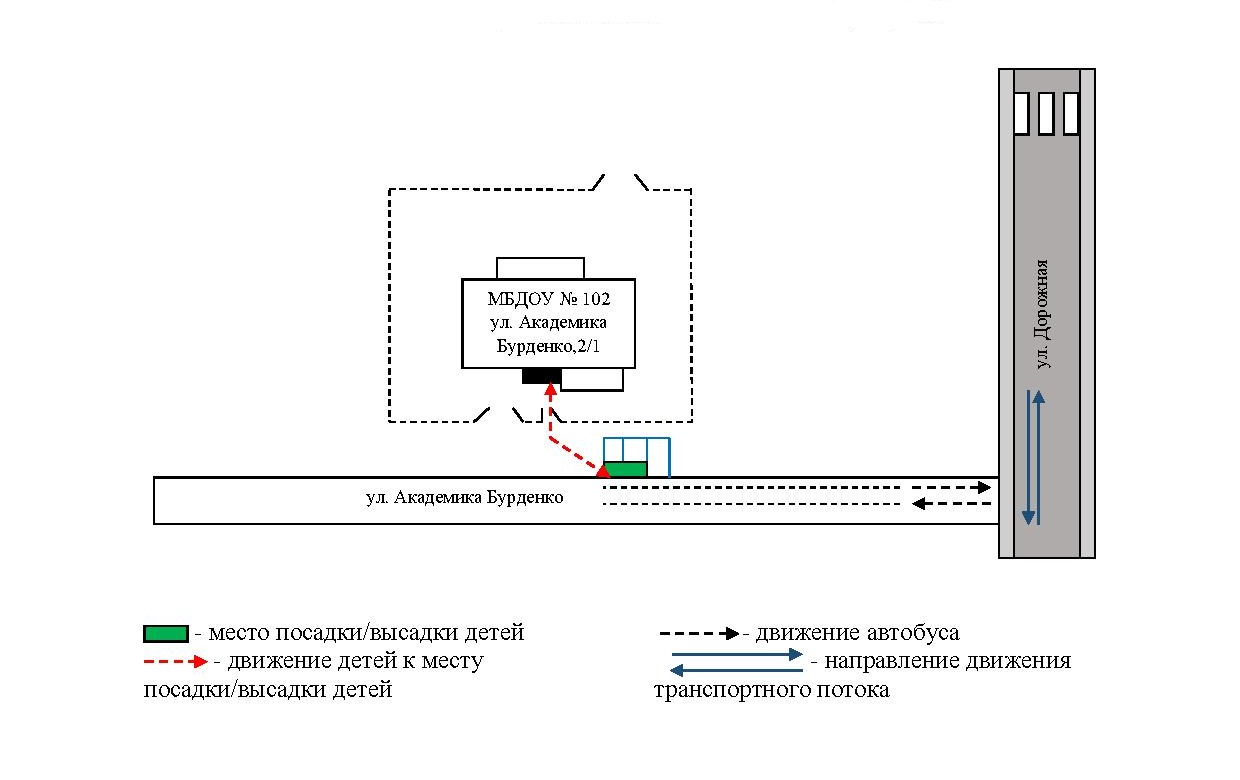 МБДОУ № 102
ул. Академика
Бурденко,2/1
ул. Дорожная
ул. Академика Бурденко
- место посадки/высадки детей
- движение детей к месту
посадки/высадки детей
- движение автобуса
- направление движения
транспортного потока